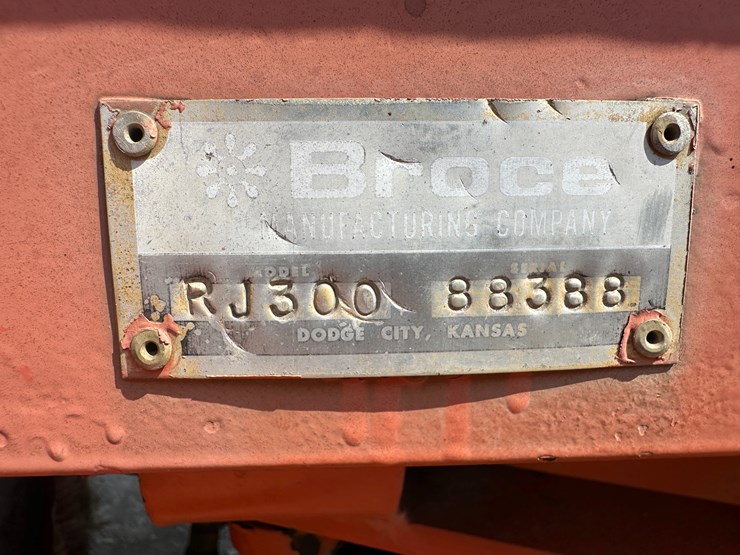 Broce
MANUFACTURING COMPANY
MODEL SERIAL
RJ300 88388
DODGE CITY, KANSAS